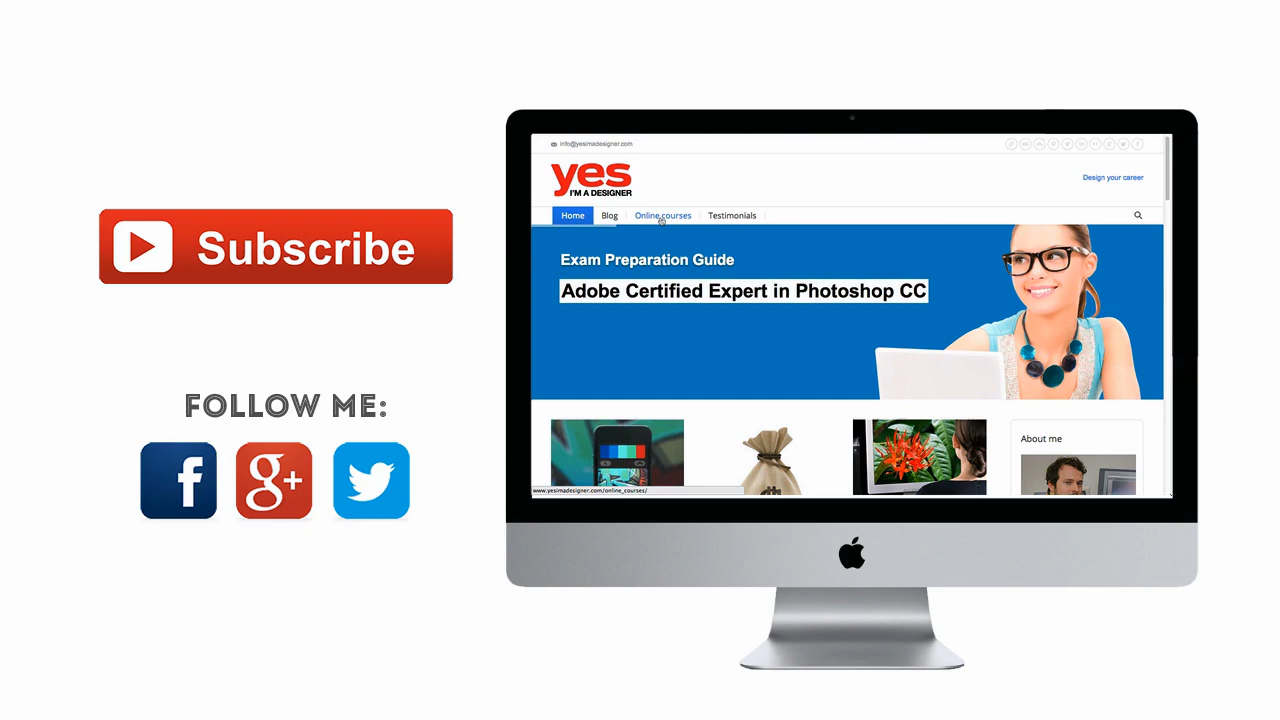 Subscribe
FOLLOW ME:
f
g+
info@yesimadesigner.com
yes
I'M A DESIGNER
Design your career
Home Blog Online courses Testimonials
Exam Preparation Guide
Adobe Certified Expert in Photoshop CC
About me
www.yesimadesigner.com/online_courses/